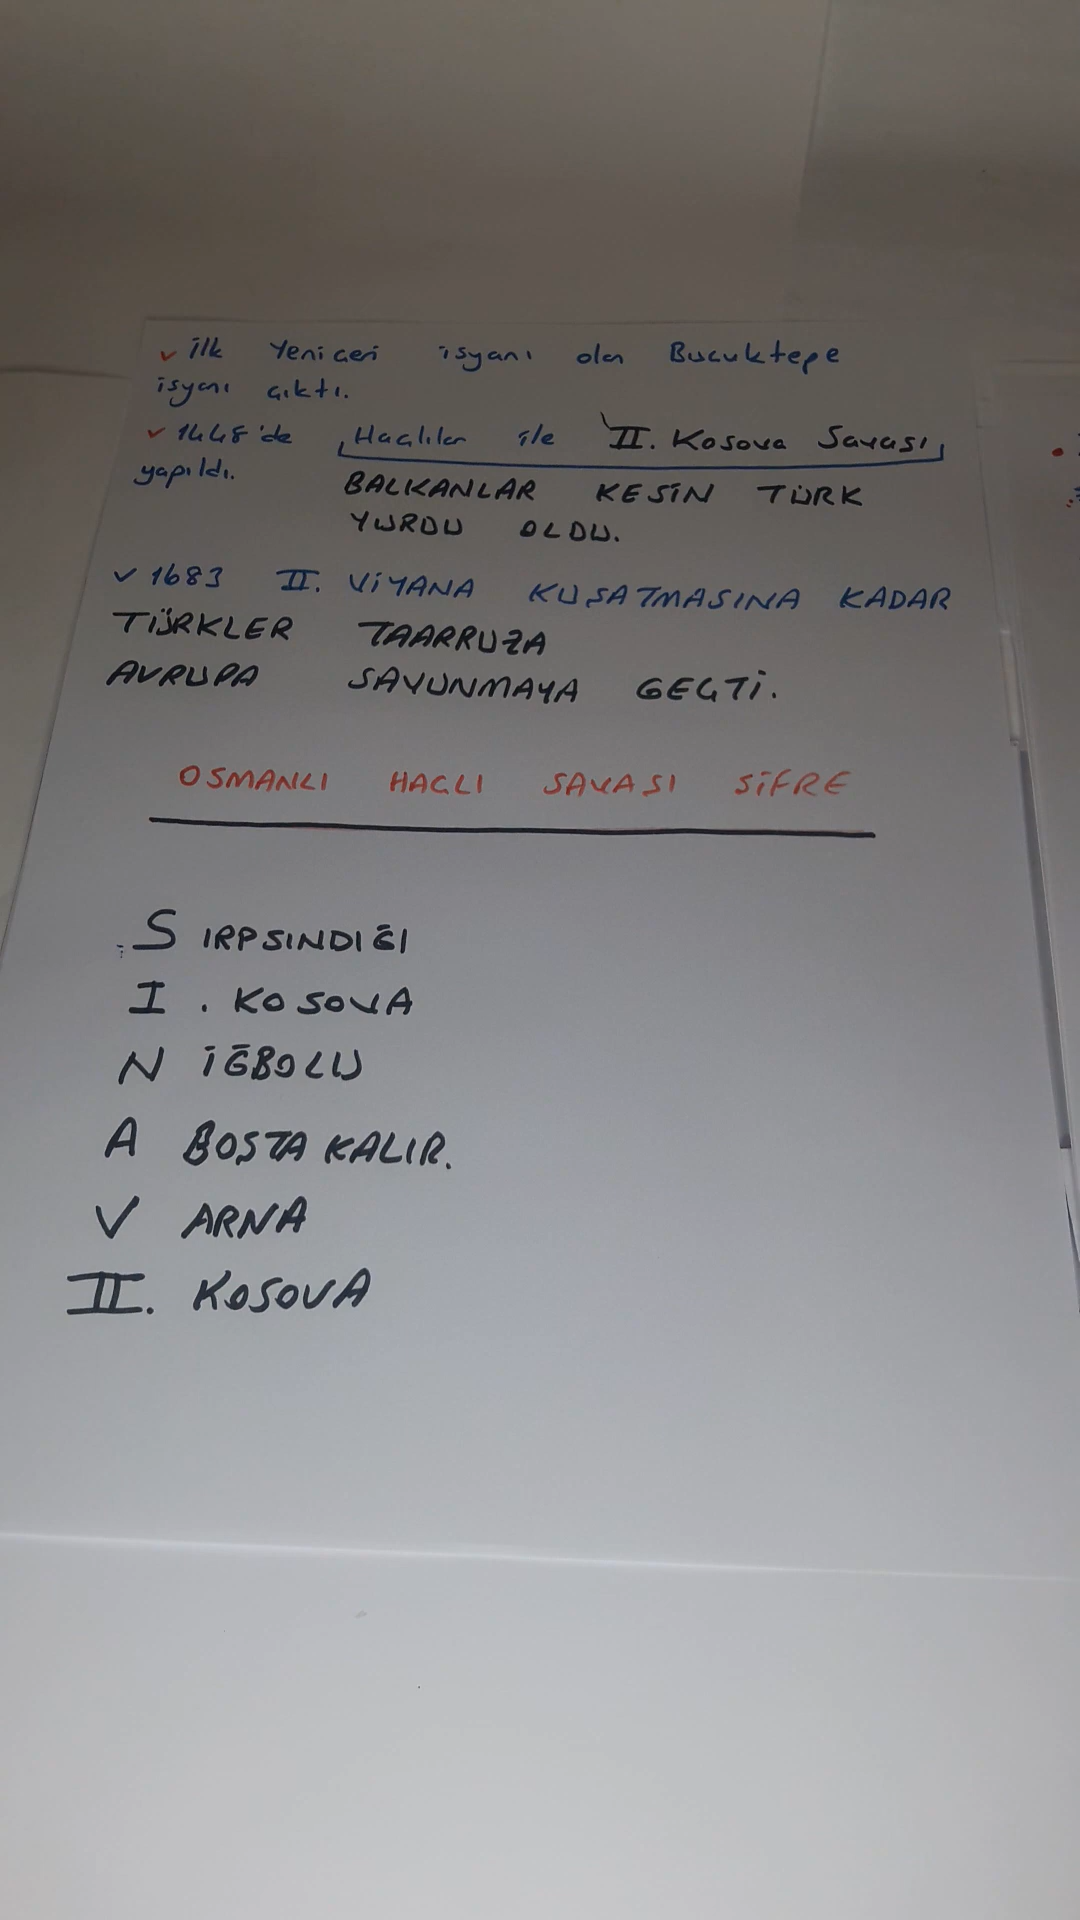 ✓ ilk Yeniçeri isyanı olan Buçuktepe
isyanı çıktı.
✓ 1448'de Haçlılar ile II. Kosova Savaşı
yapıldı.
BALKANLAR KESİN TÜRK
YURDU OLDU.
✓ 1683 II. VİYANA KUŞATMASINA KADAR
TÜRKLER TAARRUZA
AVRUPA SAVUNMAYA GEÇTİ.
OSMANLI HAÇLI SAVAŞI ŞİFRE
S IRPSINDIĞI
I . KOSOVA
N İĞBOLU
A BOŞTA KALIR.
V ARNA
II. KOSOVA